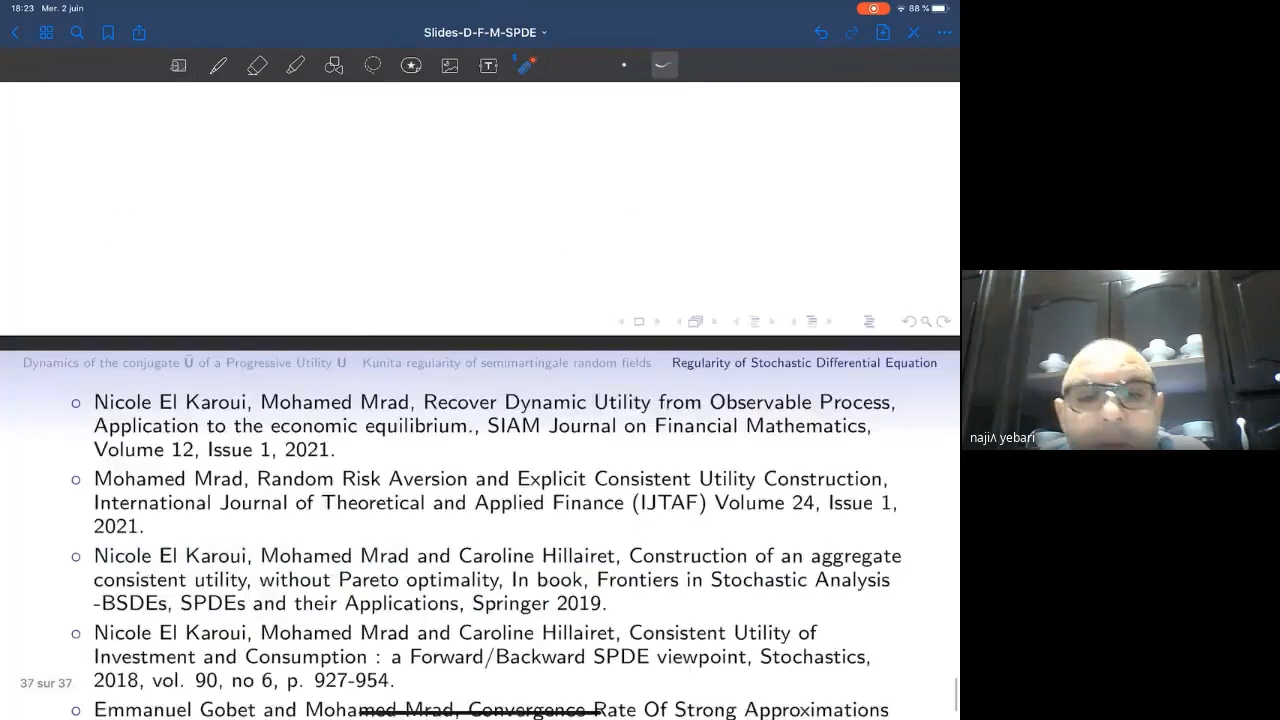 18:23 Mer. 2 juin
88 %
Slides-D-F-M-SPDE
T
Dynamics of the conjugate Ũ of a Progressive Utility U Kunita regularity of semimartingale random fields Regularity of Stochastic Differential Equation
Nicole El Karoui, Mohamed Mrad, Recover Dynamic Utility from Observable Process,
Application to the economic equilibrium., SIAM Journal on Financial Mathematics,
Volume 12, Issue 1, 2021.
Mohamed Mrad, Random Risk Aversion and Explicit Consistent Utility Construction,
International Journal of Theoretical and Applied Finance (IJTAF) Volume 24, Issue 1,
2021.
Nicole El Karoui, Mohamed Mrad and Caroline Hillairet, Construction of an aggregate
consistent utility, without Pareto optimality, In book, Frontiers in Stochastic Analysis
-BSDEs, SPDEs and their Applications, Springer 2019.
Nicole El Karoui, Mohamed Mrad and Caroline Hillairet, Consistent Utility of
Investment and Consumption : a Forward/Backward SPDE viewpoint, Stochastics,
2018, vol. 90, no 6, p. 927-954.
Emmanuel Gobet and Mohamed Mrad, Convergence Rate Of Strong Approximations
37 sur 37
najiʌ yebari